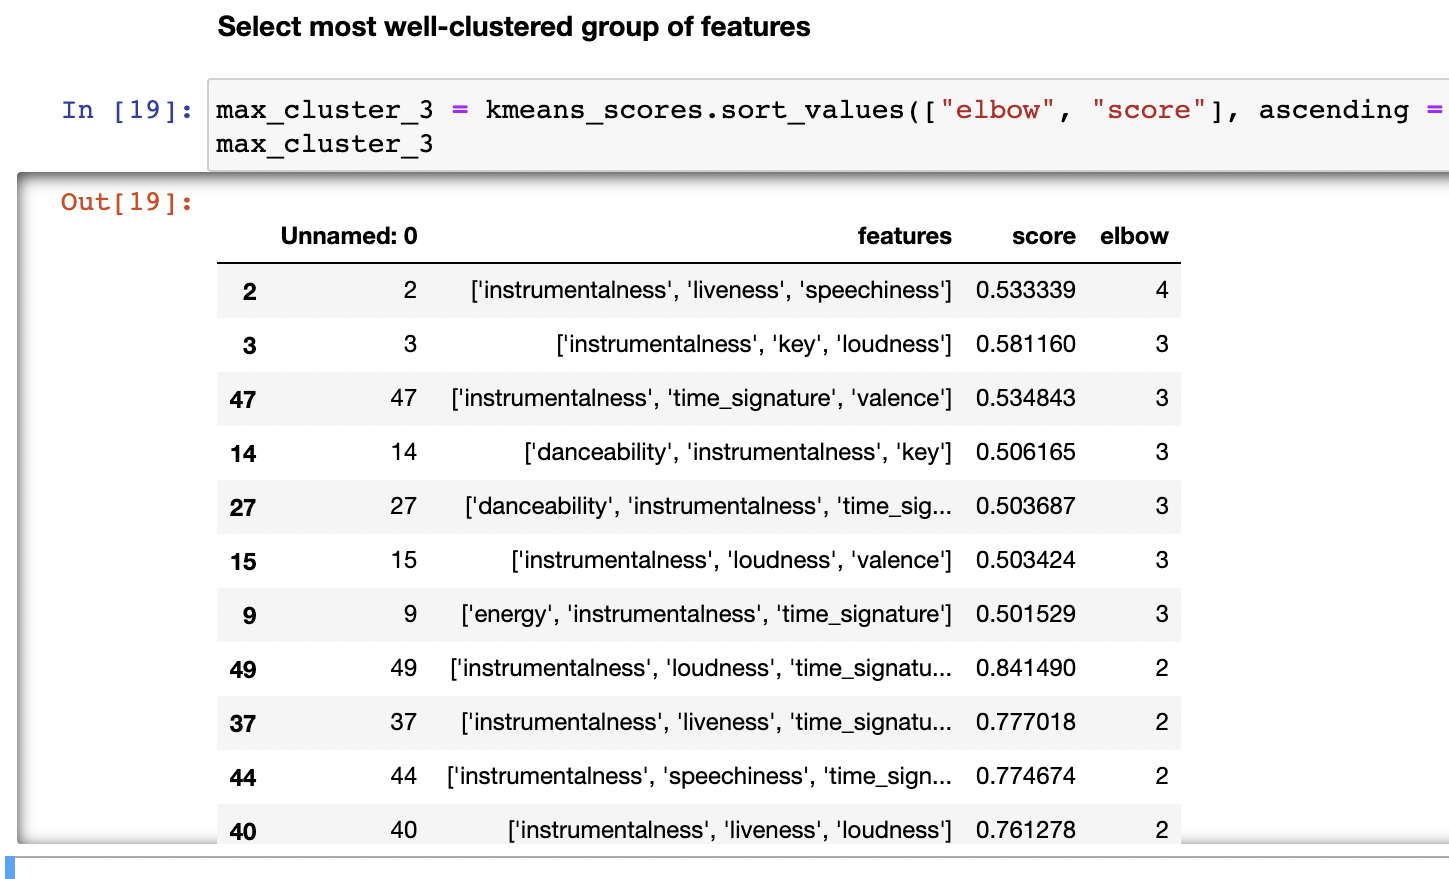 Select most well-clustered group of features
In [19]: max_cluster_3 = kmeans_scores.sort_values(["elbow", "score"], ascending =
max_cluster_3
Out[19]:
Unnamed: 0 features score elbow
2 2 ['instrumentalness', 'liveness', 'speechiness'] 0.533339 4
3 3 ['instrumentalness', 'key', 'loudness'] 0.581160 3
47 47 ['instrumentalness', 'time_signature', 'valence'] 0.534843 3
14 14 ['danceability', 'instrumentalness', 'key'] 0.506165 3
27 27 ['danceability', 'instrumentalness', 'time_sig... 0.503687 3
15 15 ['instrumentalness', 'loudness', 'valence'] 0.503424 3
9 9 ['energy', 'instrumentalness', 'time_signature'] 0.501529 3
49 49 ['instrumentalness', 'loudness', 'time_signatu... 0.841490 2
37 37 ['instrumentalness', 'liveness', 'time_signatu... 0.777018 2
44 44 ['instrumentalness', 'speechiness', 'time_sign... 0.774674 2
40 40 ['instrumentalness', 'liveness', 'loudness'] 0.761278 2